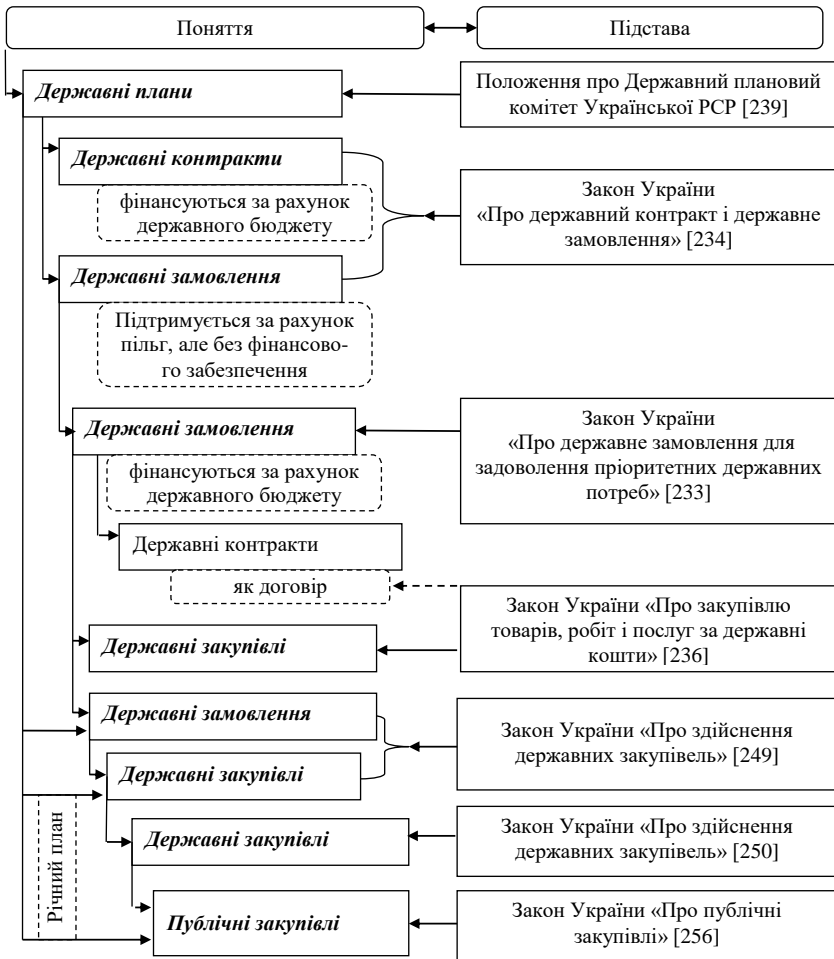 Поняття
Підстава
Державні плани
Положення про Державний плановий
комітет Української РСР [239]
Державні контракти
фінансуються за рахунок
державного бюджету
Закон України
«Про державний контракт і державне
замовлення» [234]
Державні замовлення
Підтримується за рахунок
пільг, але без фінансово-
го забезпечення
Державні замовлення
фінансуються за рахунок
державного бюджету
Закон України
«Про державне замовлення для
задоволення пріоритетних державних
потреб» [233]
Державні контракти
як договір
Державні закупівлі
Закон України «Про закупівлю
товарів, робіт і послуг за державні
кошти» [236]
Державні замовлення
Державні закупівлі
Закон України «Про здійснення
державних закупівель» [249]
Державні закупівлі
Закон України «Про здійснення
державних закупівель» [250]
Річний план
Публічні закупівлі
Закон України «Про публічні
закупівлі» [256]